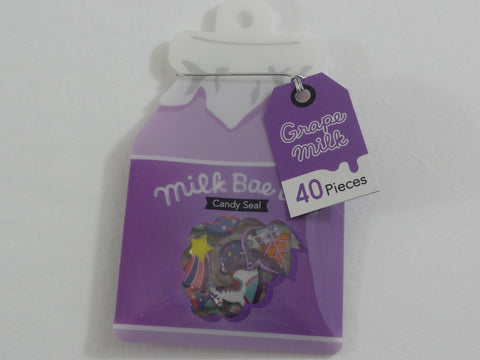 Grape
Milk
40 Pieces
Milk Bae
Candy Seal